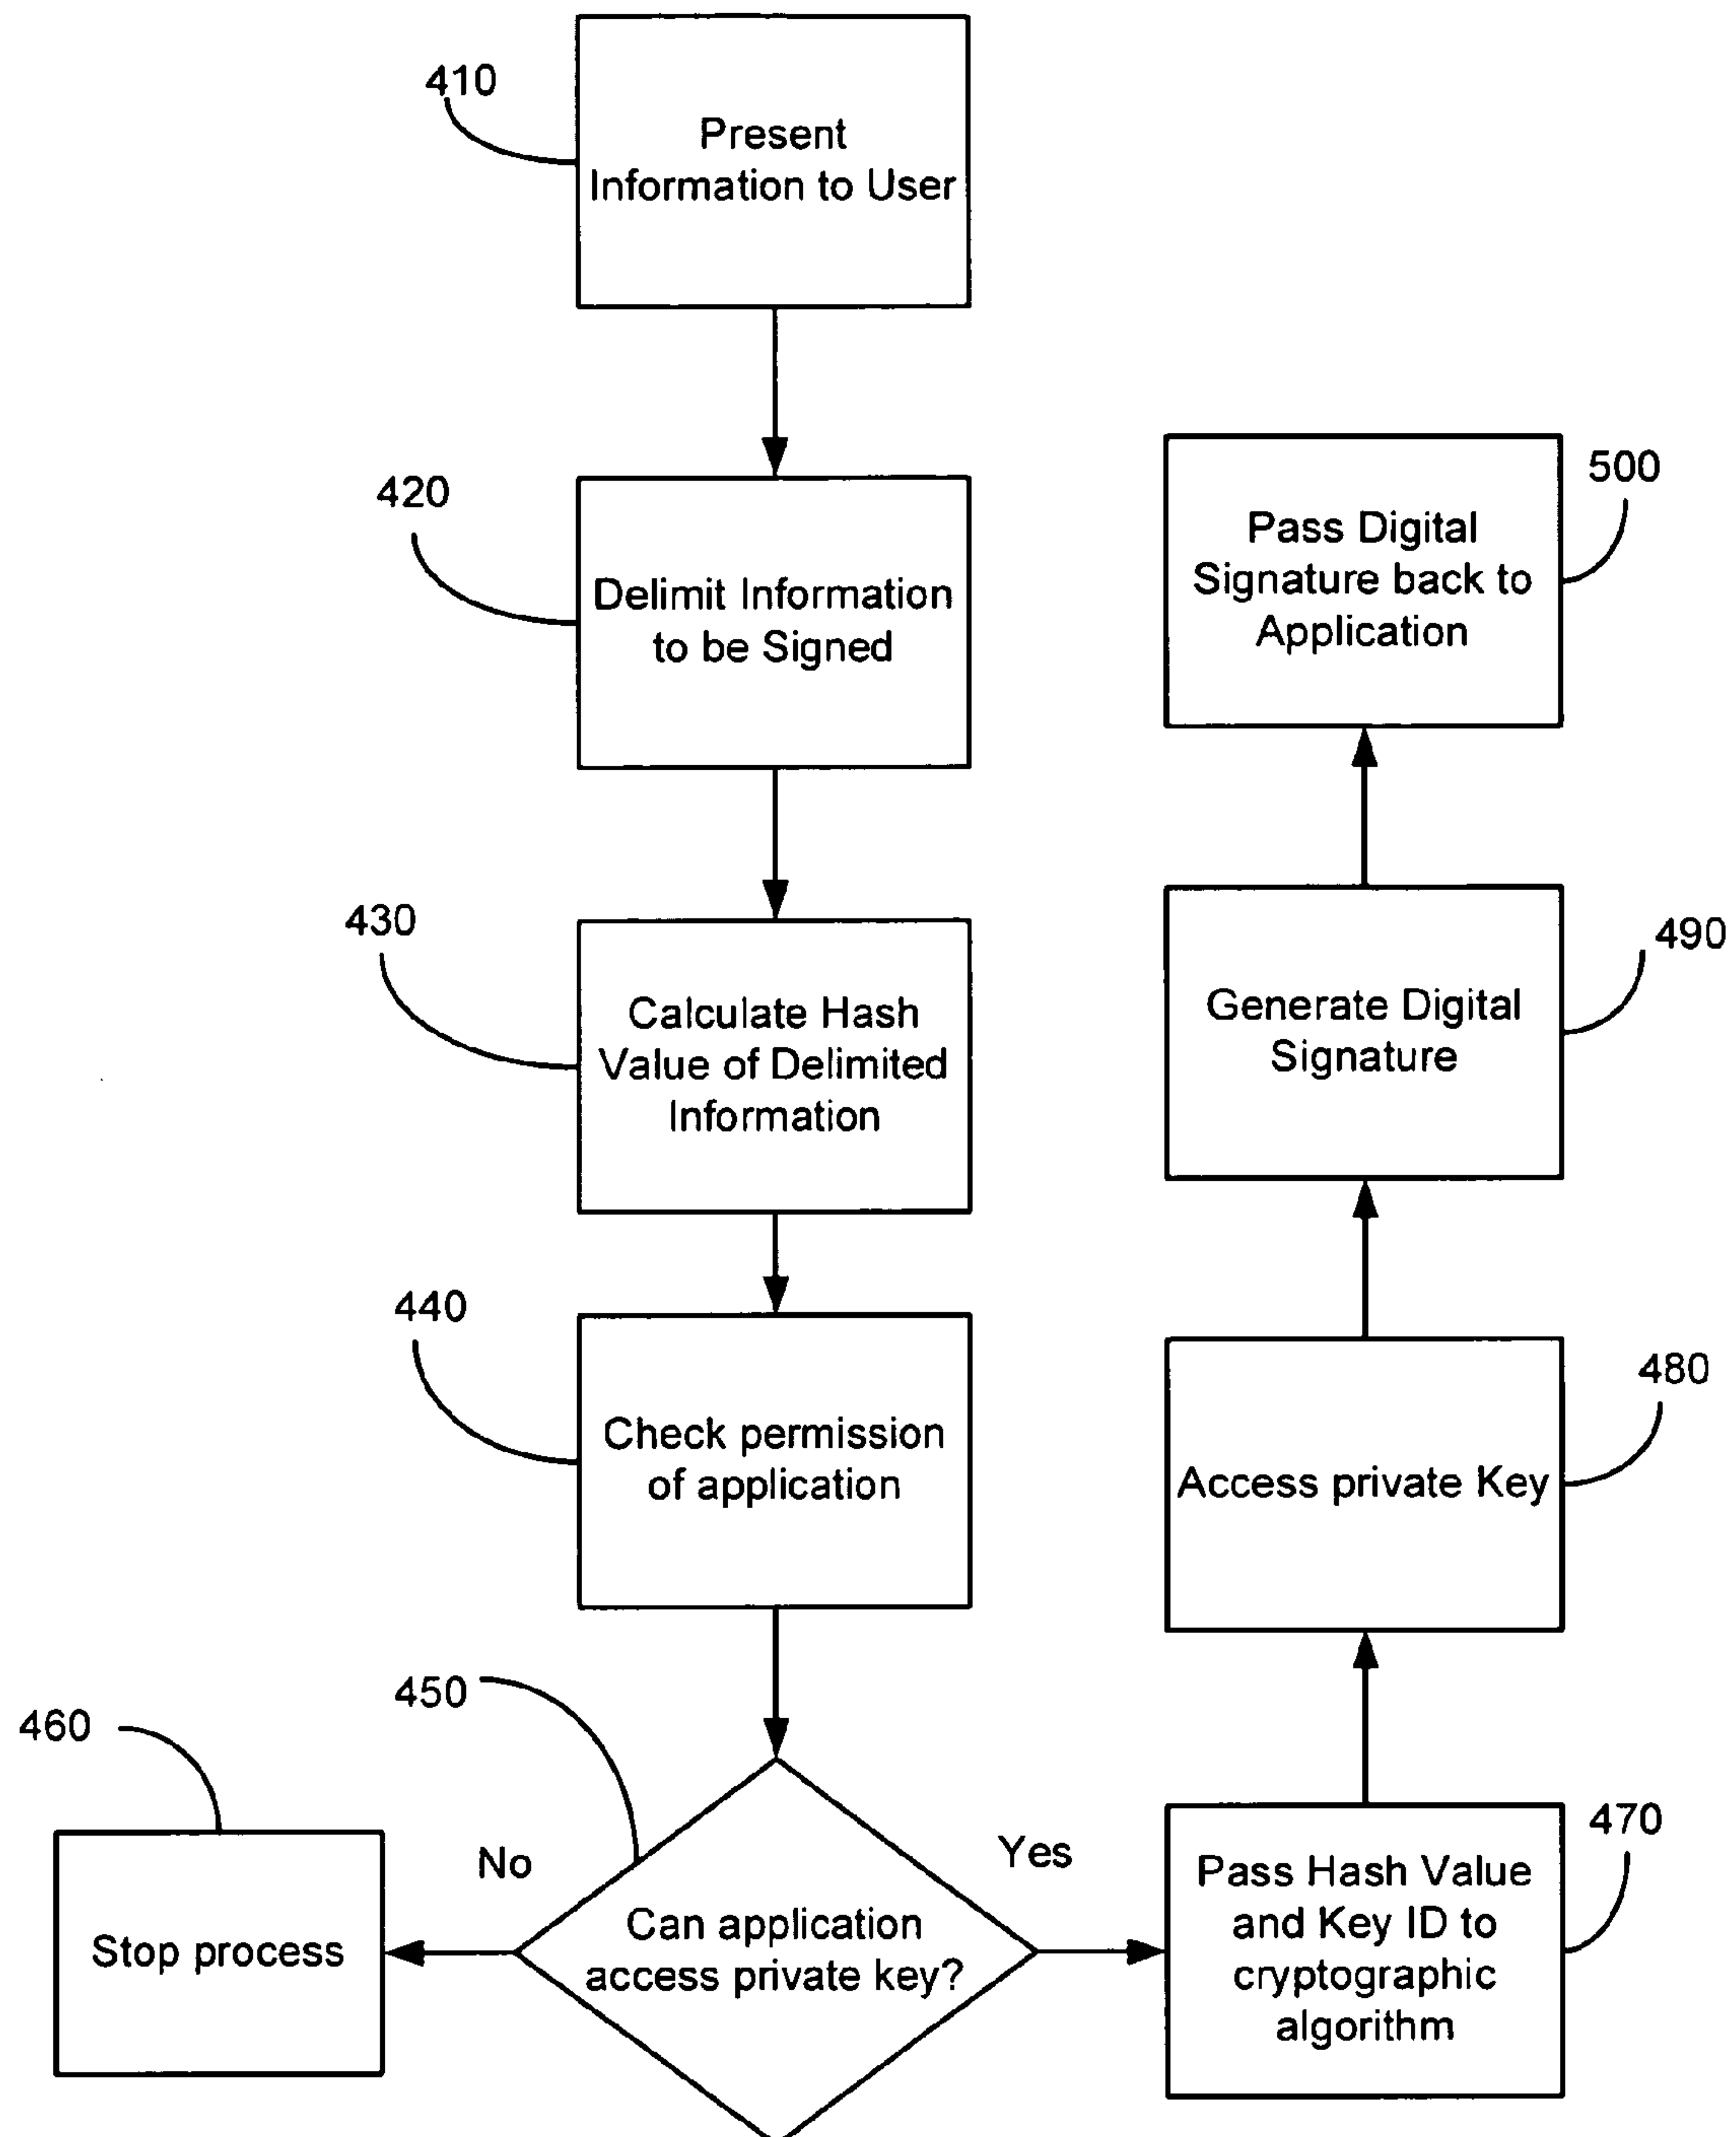 410
Present
Information to User
420
Delimit Information
to be Signed
430
Calculate Hash
Value of Delimited
Information
440
Check permission
of application
450
Can application
access private key?
No
460
Stop process
Yes
470
Pass Hash Value
and Key ID to
cryptographic
algorithm
480
Access private Key
490
Generate Digital
Signature
500
Pass Digital
Signature back to
Application